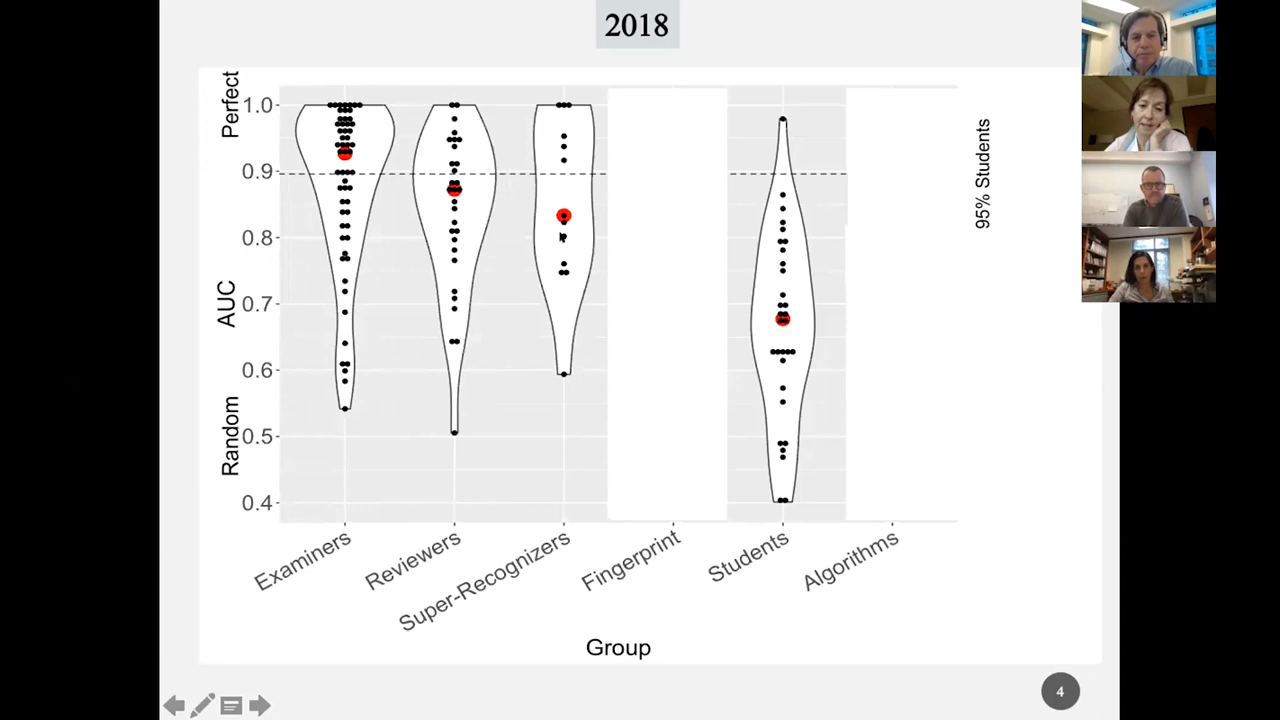 2018
Perfect
Random
AUC
1.0
0.9
0.8
0.7
0.6
0.5
0.4
95% Students
Examiners
Reviewers
Super-Recognizers
Fingerprint
Students
Algorithms
Group
4